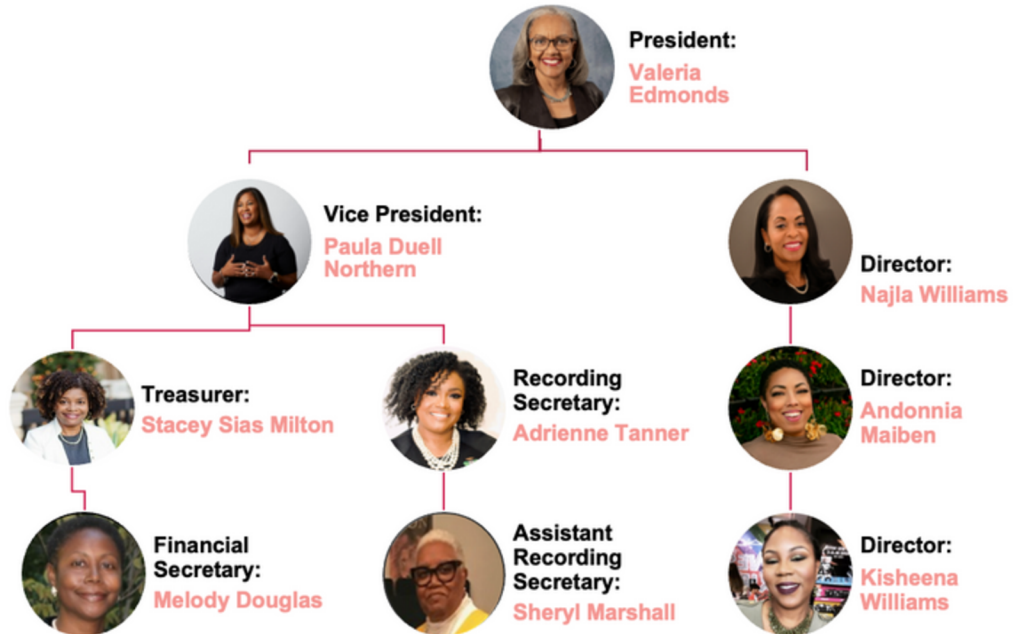 President:
Valeria
Edmonds
Vice President:
Paula Duell
Northern
Director:
Najla Williams
Treasurer:
Stacey Sias Milton
Recording
Secretary:
Adrienne Tanner
Director:
Andonnia
Maiben
Financial
Secretary:
Melody Douglas
Assistant
Recording
Secretary:
Sheryl Marshall
Director:
Kisheena
Williams